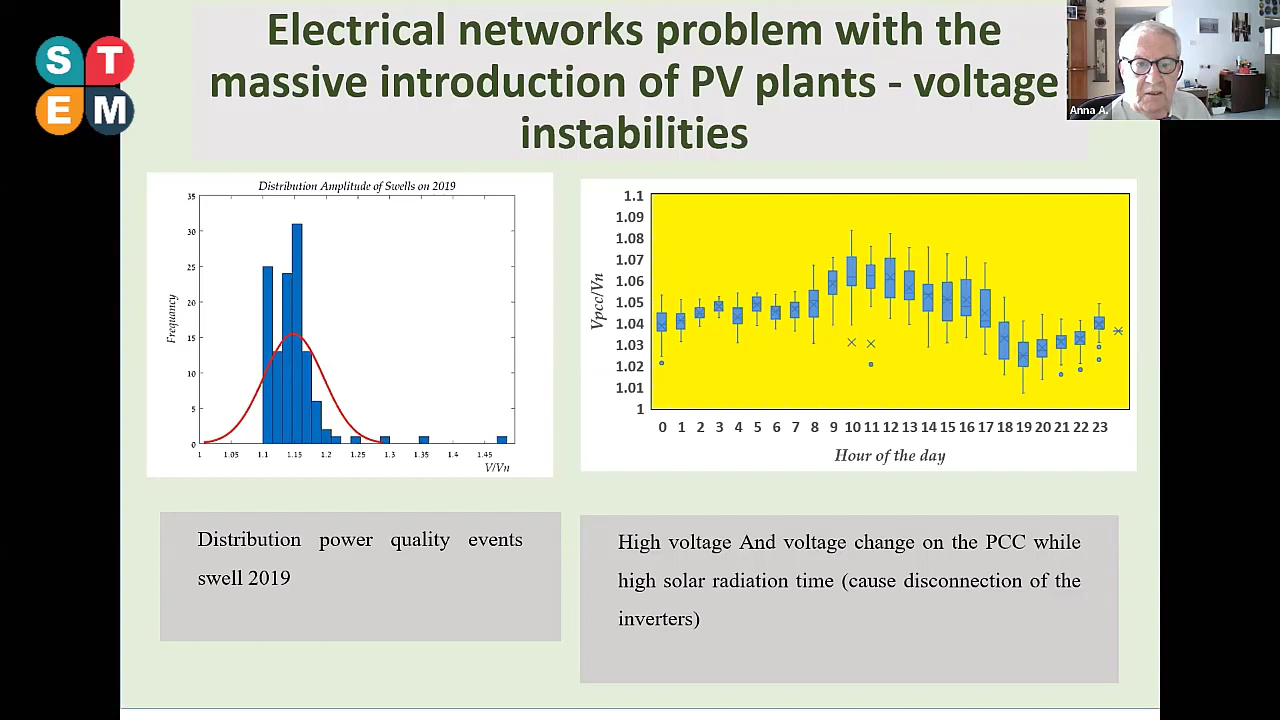 Electrical networks problem with the
massive introduction of PV plants - voltage
instabilities
S T
E M
Anna A.
Distribution Amplitude of Swells on 2019
35
30
25
20
15
10
5
0
Frequancy
1 1.05 1.1 1.15 1.2 1.25 1.3 1.35 1.4 1.45
V/Vn
1.1
1.09
1.08
1.07
1.06
1.05
1.04
1.03
1.02
1.01
1
Vpcc/Vn
0 1 2 3 4 5 6 7 8 9 10 11 12 13 14 15 16 17 18 19 20 21 22 23
Hour of the day
Distribution power quality events
swell 2019
High voltage And voltage change on the PCC while
high solar radiation time (cause disconnection of the
inverters)